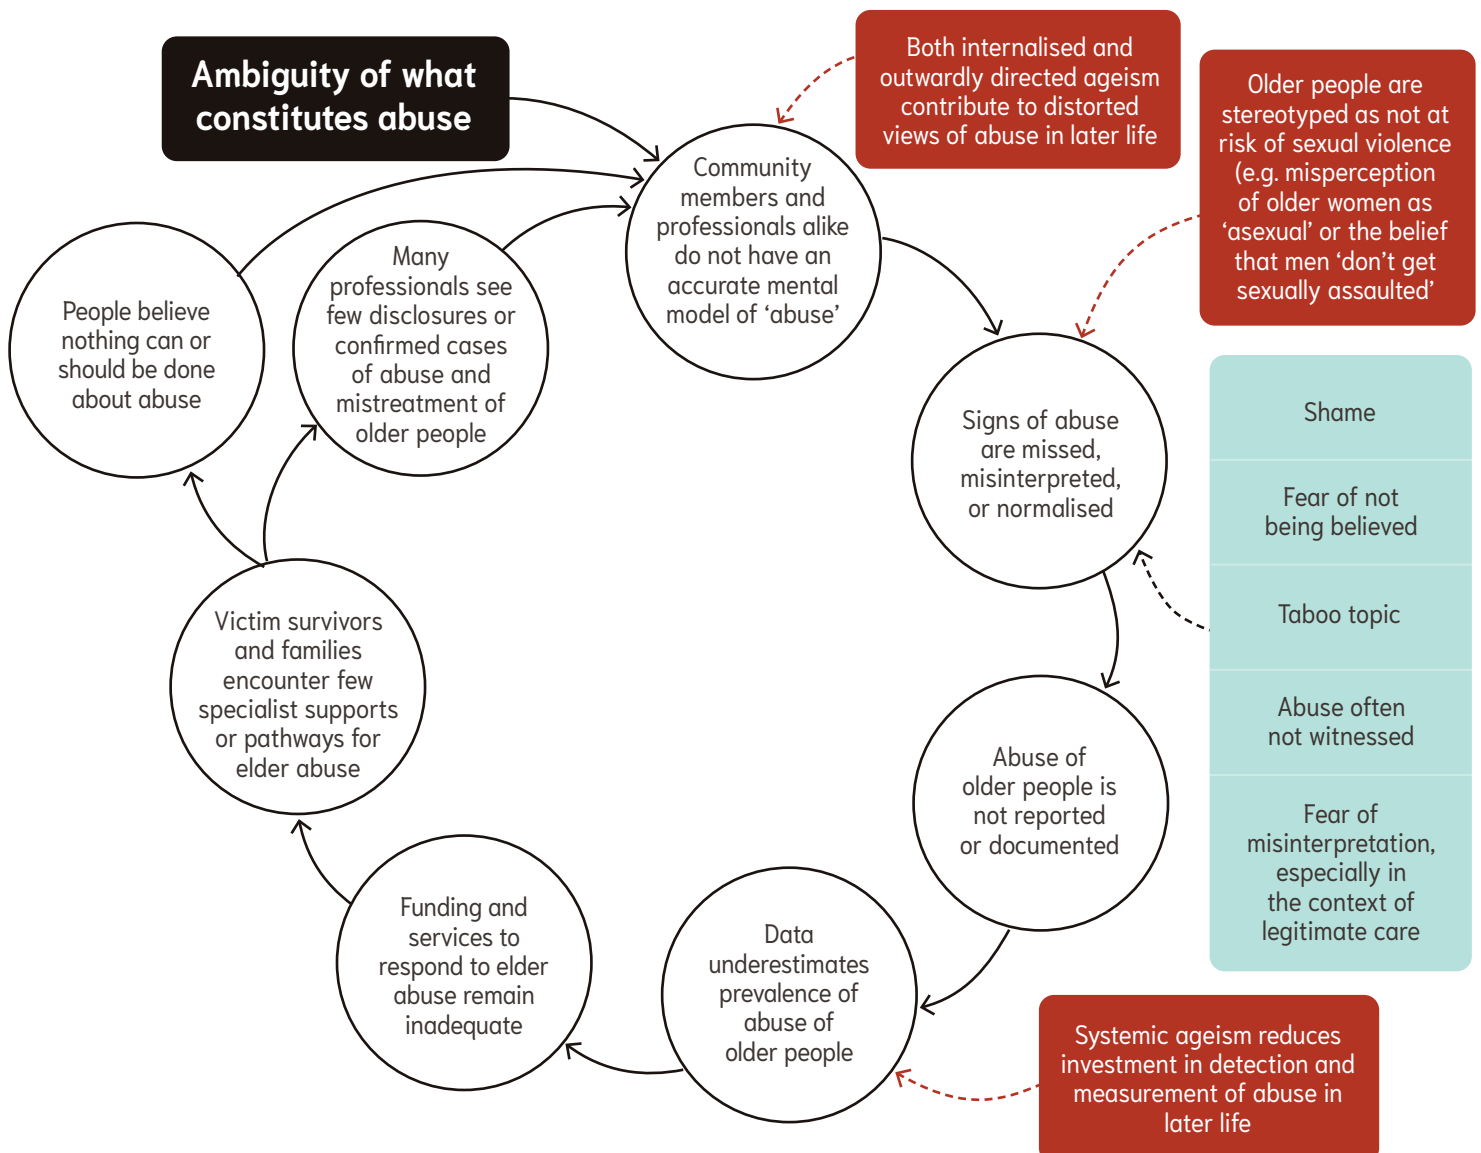 Ambiguity of what
constitutes abuse
Both internalised and
outwardly directed ageism
contribute to distorted
views of abuse in later life
Older people are
stereotyped as not at
risk of sexual violence
(e.g. misperception
of older women as
‘asexual’ or the belief
that men ‘don’t get
sexually assaulted’
Community
members and
professionals alike
do not have an
accurate mental
model of ‘abuse’
Signs of abuse
are missed,
misinterpreted,
or normalised
Shame
Fear of not
being believed
Taboo topic
Abuse often
not witnessed
Fear of
misinterpretation,
especially in
the context of
legitimate care
Abuse of
older people is
not reported
or documented
Data
underestimates
prevalence of
abuse of
older people
Systemic ageism reduces
investment in detection and
measurement of abuse in
later life
Funding and
services to
respond to elder
abuse remain
inadequate
Victim survivors
and families
encounter few
specialist supports
or pathways for
elder abuse
People believe
nothing can or
should be done
about abuse
Many
professionals see
few disclosures or
confirmed cases
of abuse and
mistreatment of
older people